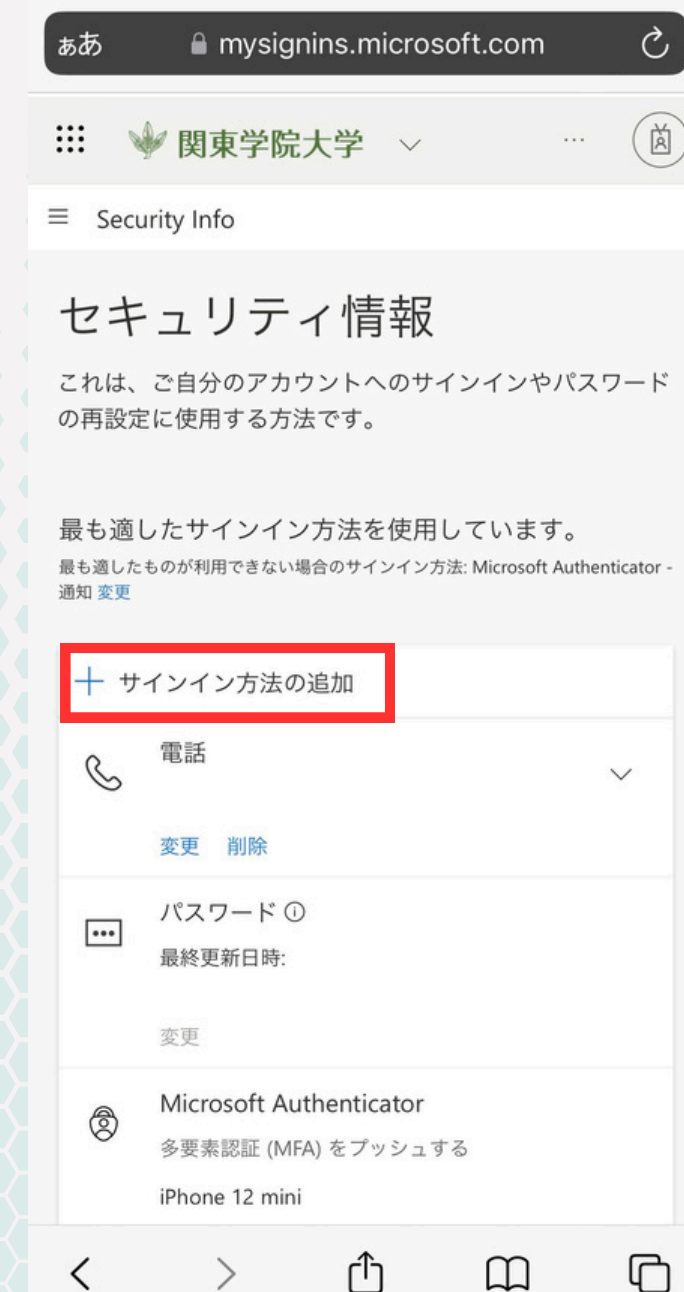 ああ mysignins.microsoft.com
関東学院大学
Security Info
セキュリティ情報
これは、ご自分のアカウントへのサインインやパスワード
の再設定に使用する方法です。
最も適したサインイン方法を使用しています。
最も適したものが利用できない場合のサインイン方法: Microsoft Authenticator -
通知 変更
サインイン方法の追加
電話
変更 削除
パスワード
最終更新日時:
変更
Microsoft Authenticator
多要素認証 (MFA) をプッシュする
iPhone 12 mini